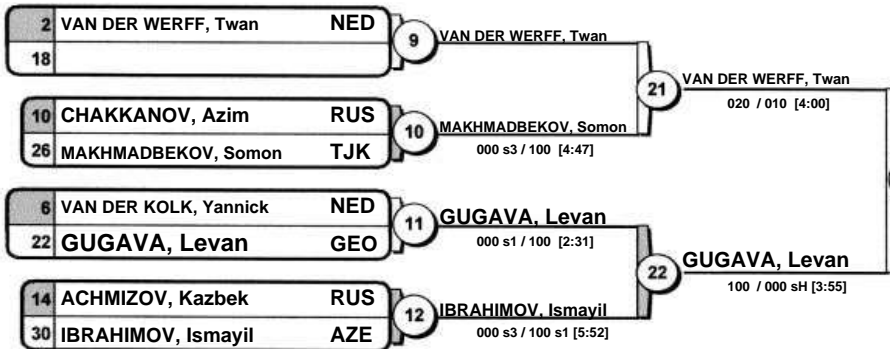 2 VAN DER WERFF, Twan NED
18
9
VAN DER WERFF, Twan
10 CHAKKANOV, Azim RUS
26 MAKHMADBEKOV, Somon TJK
10
MAKHMADBEKOV, Somon
000 s3 / 100 [4:47]
21
VAN DER WERFF, Twan
020 / 010 [4:00]
6 VAN DER KOLK, Yannick NED
22 GUGAVA, Levan GEO
11
GUGAVA, Levan
000 s1 / 100 [2:31]
14 ACHMIZOV, Kazbek RUS
30 IBRAHIMOV, Ismayil AZE
12
IBRAHIMOV, Ismayil
000 s3 / 100 s1 [5:52]
22
GUGAVA, Levan
100 / 000 sH [3:55]